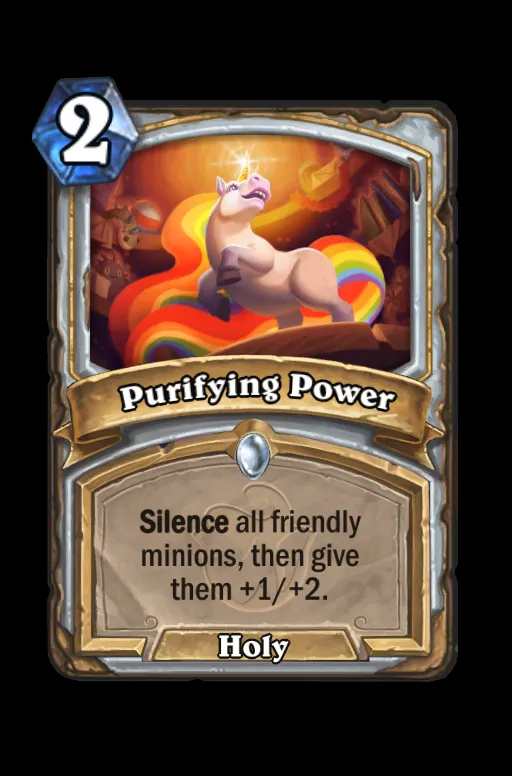 2
Purifying Power
Silence all friendly
minions, then give
them +1/+2.
Holy